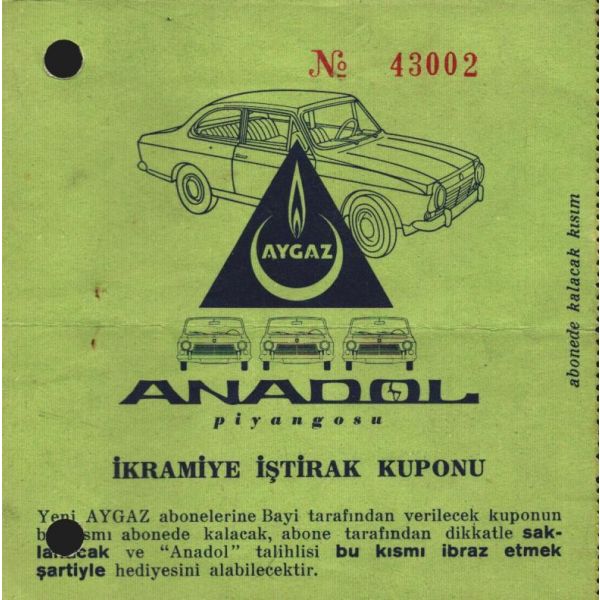 № 43002
AYGAZ
ANADOL
piyangosu
İKRAMİYE İŞTİRAK KUPONU
Yeni AYGAZ abonelerine Bayi tarafından verilecek kuponun
abonede kalacak, abone tarafından dikkatle sak-
lanacak ve "Anadol" talihlisi bu kısmı ibraz etmek
şartiyle hediyesini alabilecektir.
abonede kalacak kısım